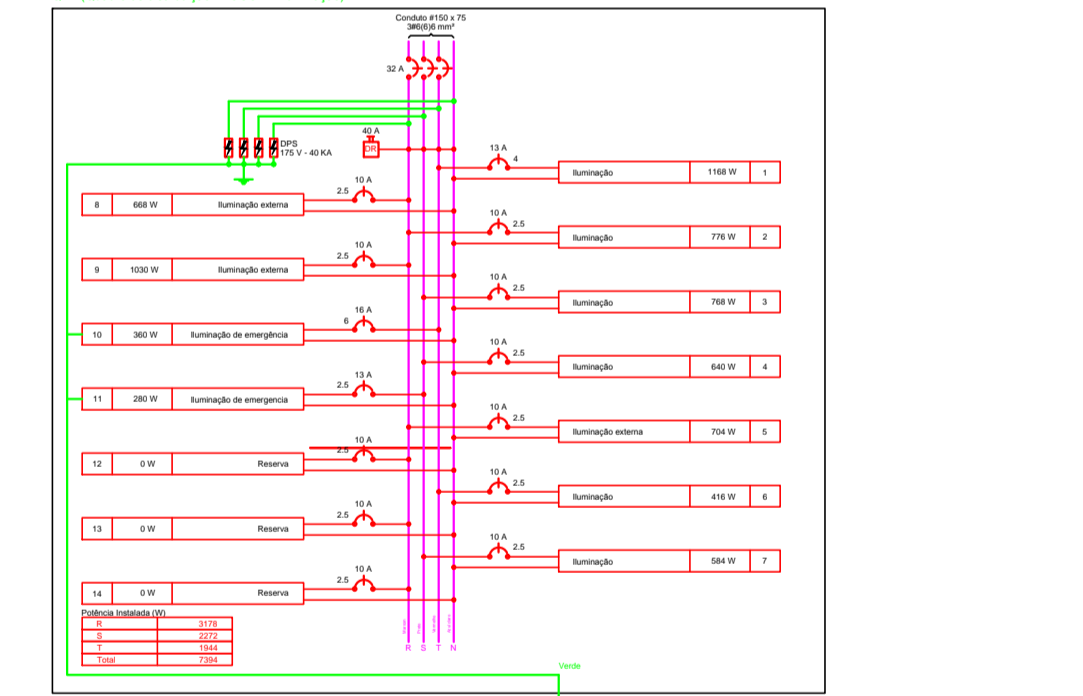 Conduto #150 x 75
3#6(6)6 mm²
32 A
DPS
175 V - 40 KA
40 A
DR
13 A
4
Iluminação 1168 W 1
10 A
2.5
8 668 W Iluminação externa
10 A
2.5
Iluminação 776 W 2
10 A
2.5
9 1030 W Iluminação externa
10 A
2.5
Iluminação 768 W 3
16 A
6
10 360 W Iluminação de emergência
10 A
2.5
Iluminação 640 W 4
13 A
2.5
11 280 W Iluminação de emergencia
10 A
2.5
Iluminação externa 704 W 5
10 A
2.5
12 0 W Reserva
10 A
2.5
Iluminação 416 W 6
10 A
2.5
13 0 W Reserva
10 A
2.5
Iluminação 584 W 7
10 A
2.5
14 0 W Reserva
Potência Instalada (W)
R 3178
S 2272
T 1944
Total 7394
R S T N
Verde